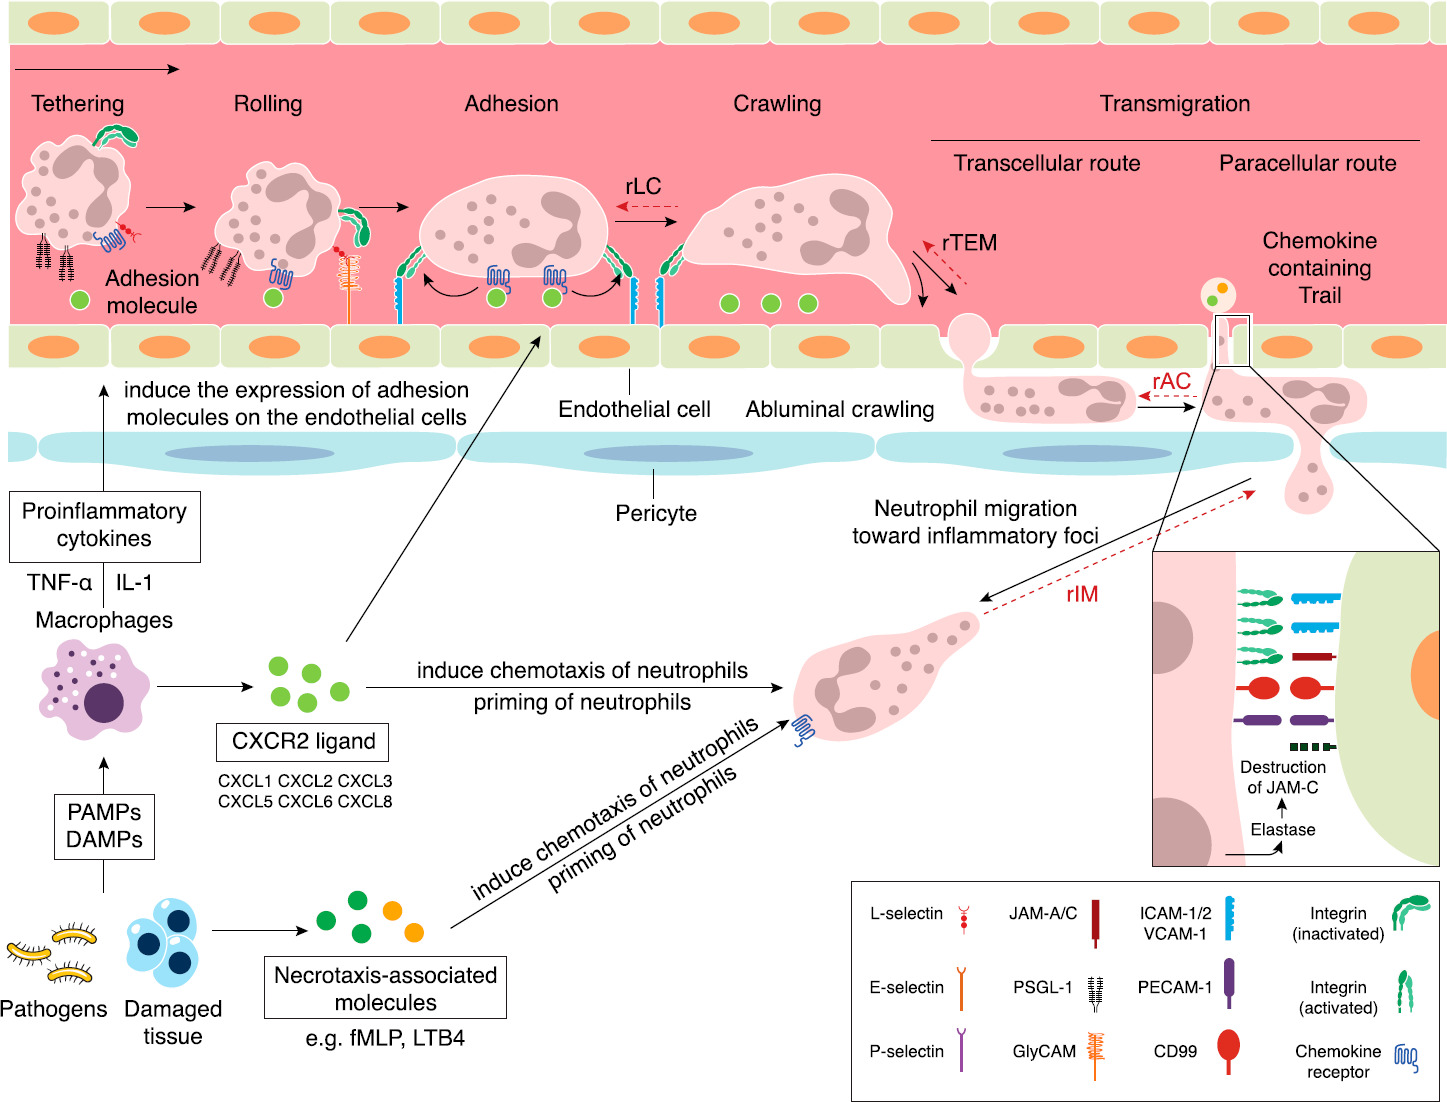 Tethering
Rolling
Adhesion
Crawling
Transmigration
Transcellular route
Paracellular route
rLC
rTEM
Chemokine
containing
Trail
Adhesion
molecule
induce the expression of adhesion
molecules on the endothelial cells
Endothelial cell
Abluminal crawling
rAC
Proinflammatory
cytokines
Pericyte
Neutrophil migration
toward inflammatory foci
TNF-α
IL-1
rIM
Macrophages
induce chemotaxis of neutrophils
priming of neutrophils
CXCR2 ligand
CXCL1 CXCL2 CXCL3
CXCL5 CXCL6 CXCL8
induce chemotaxis of neutrophils
priming of neutrophils
PAMPs
DAMPs
Destruction
of JAM-C
Elastase
Pathogens
Damaged
tissue
Necrotaxis-associated
molecules
e.g. fMLP, LTB4
L-selectin
JAM-A/C
ICAM-1/2
VCAM-1
Integrin
(inactivated)
E-selectin
PSGL-1
PECAM-1
Integrin
(activated)
P-selectin
GlyCAM
CD99
Chemokine
receptor